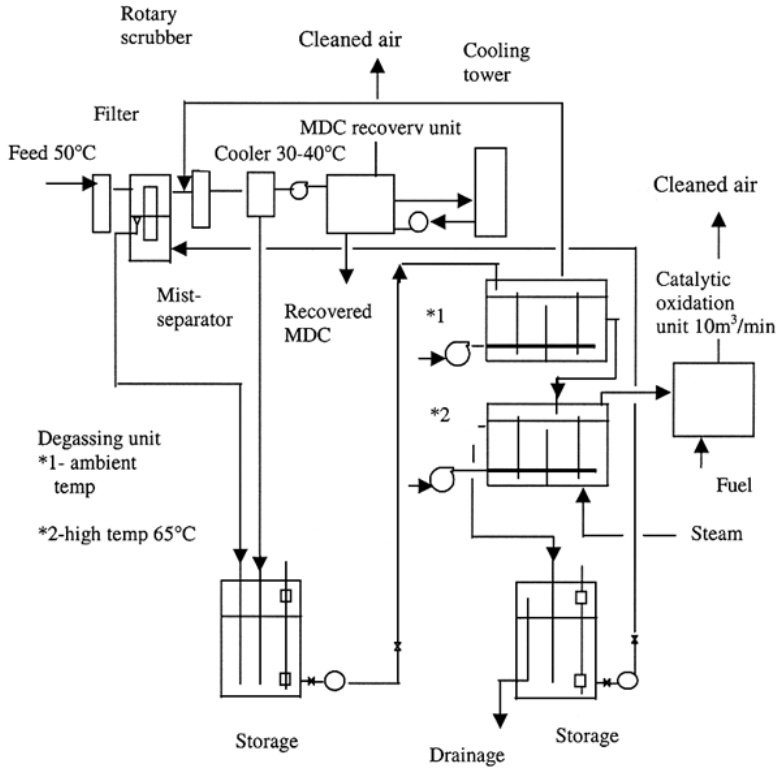 Rotary
scrubber
Cleaned air
Cooling
tower
Filter
MDC recovery unit
Feed 50°C
Cooler 30-40°C
Cleaned air
Mist-
separator
Recovered
MDC
*1
Catalytic
oxidation
unit 10m³/min
*2
Degassing unit
*1- ambient
temp
*2-high temp 65°C
Fuel
Steam
Storage
Drainage
Storage